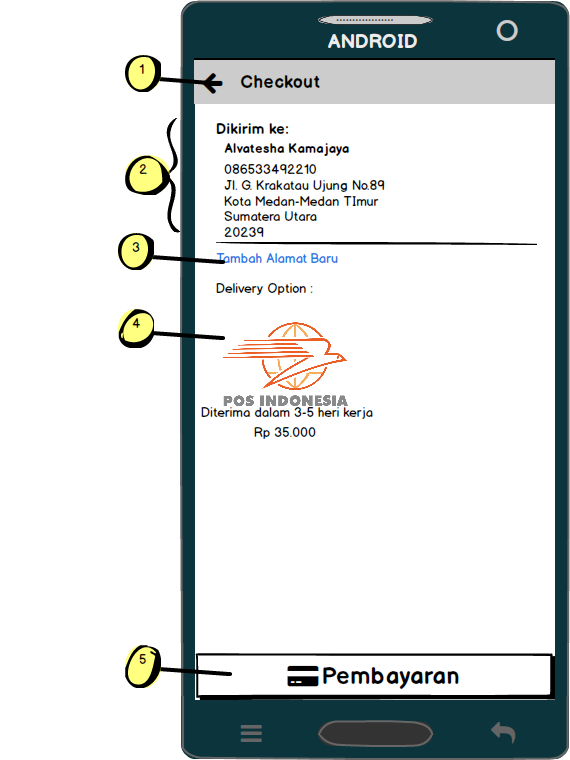 ANDROID
1
Checkout
Dikirim ke:
Alvatesha Kamajaya
2
086533492210
Jl. G. Krakatau Ujung No.89
Kota Medan-Medan TImur
Sumatera Utara
20239
3
Tambah Alamat Baru
Delivery Option :
4
POS INDONESIA
Diterima dalam 3-5 heri kerja
Rp 35.000
5
Pembayaran